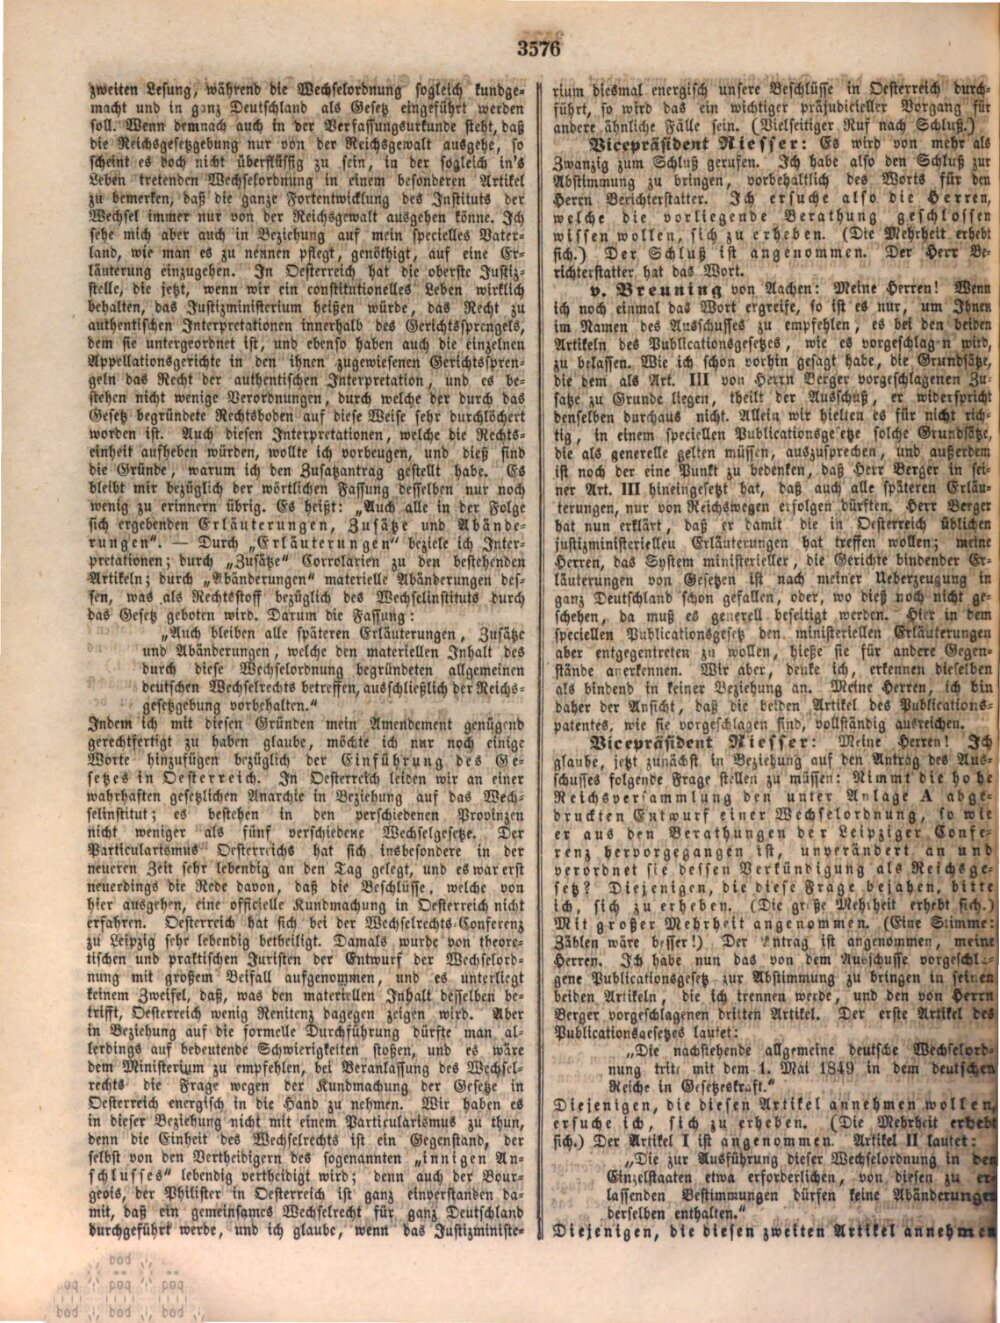 3576
zweiten Lesung, während die Wechselordnung sogleich kundge-
macht und in ganz Deutschland als Gesetz eingeführt werden
soll. Wenn demnach auch in der Verfassungsurkunde steht, daß
die Reichsgesetzgebung nur von der Reichsgewalt ausgehe, so
scheint es doch nicht überflüssig zu sein, in der sogleich in's
Leben tretenden Wechselordnung in einem besonderen Artikel
zu bemerken, daß die ganze Fortentwicklung des Instituts der
Wechsel immer nur von der Reichsgewalt ausgehen könne. Ich
sehe mich aber auch in Beziehung auf mein specielles Vater-
land, wie man es zu nennen pflegt, genöthigt, auf eine Er-
läuterung einzugehen. In Oesterreich hat die oberste Justiz-
stelle, die jetzt, wenn wir ein constitutionelles Leben wirklich
behalten, das Justizministerium heißen würde, das Recht zu
authentischen Interpretationen innerhalb des Gerichtssprengels,
dem sie untergeordnet ist, und ebenso haben auch die einzelnen
Appellationsgerichte in den ihnen zugewiesenen Gerichtsspren-
geln das Recht der authentischen Interpretation, und es be-
stehen nicht wenige Verordnungen, durch welche der durch das
Gesetz begründete Rechtsboden auf diese Weise sehr durchlöchert
worden ist. Auch diesen Interpretationen, welche die Rechts-
einheit aufheben würden, wollte ich vorbeugen, und dieß sind
die Gründe, warum ich den Zusatzantrag gestellt habe. Es
bleibt mir bezüglich der wörtlichen Fassung desselben nur noch
wenig zu erinnern übrig. Es heißt: „Auch alle in der Folge
sich ergebenden Erläuterungen, Zusätze und Abände-
rungen“. — Durch „Erläuterungen“ beziele ich Inter-
pretationen; durch „Zusätze“ Corrolarien zu den bestehenden
Artikeln; durch „Abänderungen“ materielle Abänderungen des-
sen, was als Rechtsstoff bezüglich des Wechselinstituts durch
das Gesetz geboten wird. Darum die Fassung:
„Auch bleiben alle späteren Erläuterungen, Zusätze
und Abänderungen, welche den materiellen Inhalt des
durch diese Wechselordnung begründeten allgemeinen
deutschen Wechselrechts betreffen, ausschließlich der Reichs-
gesetzgebung vorbehalten.“
Indem ich mit diesen Gründen mein Amendement genügend
gerechtfertigt zu haben glaube, möchte ich nur noch einige
Worte hinzufügen bezüglich der Einführung des Ge-
setzes in Oesterreich. In Oesterreich leiden wir an einer
wahrhaften gesetzlichen Anarchie in Beziehung auf das Wech-
selinstitut; es bestehen in den verschiedenen Provinzen
nicht weniger als fünf verschiedene Wechselgesetze. Der
Particularismus Oesterreichs hat sich insbesondere in der
neueren Zeit sehr lebendig an den Tag gelegt, und es war erst
neuerdings die Rede davon, daß die Beschlüsse, welche von
hier ausgehen, eine officielle Kundmachung in Oesterreich nicht
erfahren. Oesterreich hat sich bei der Wechselrechts-Conferenz
zu Leipzig sehr lebendig betheiligt. Damals wurde von theore-
tischen und praktischen Juristen der Entwurf der Wechselord-
nung mit großem Beifall aufgenommen, und es unterliegt
keinem Zweifel, daß, was den materiellen Inhalt desselben be-
trifft, Oesterreich wenig Renitenz dagegen zeigen wird. Aber
in Beziehung auf die formelle Durchführung dürfte man al-
lerdings auf bedeutende Schwierigkeiten stoßen, und es wäre
dem Ministerium zu empfehlen, bei Veranlassung des Wechsel-
rechts die Frage wegen der Kundmachung der Gesetze in
Oesterreich energisch in die Hand zu nehmen. Wir haben es
in dieser Beziehung nicht mit einem Particularismus zu thun,
denn die Einheit des Wechselrechts ist ein Gegenstand, der
selbst von den Vertheidigern des sogenannten „innigen An-
schlusses“ lebendig vertheidigt wird; denn auch der Bour-
geois, der Philister in Oesterreich ist ganz einverstanden da-
mit, daß ein gemeinsames Wechselrecht für ganz Deutschland
durchgeführt werde, und ich glaube, wenn das Justizministe-
rium diesmal energisch unsere Beschlüsse in Oesterreich durch-
führt, so wird das ein wichtiger präjudicieller Vorgang für
andere ähnliche Fälle sein. (Vielseitiger Ruf nach Schluß.)
Vicepräsident Riesser: Es wird von mehr als
Zwanzig zum Schluß gerufen. Ich habe also den Schluß zur
Abstimmung zu bringen, vorbehaltlich des Worts für den
Herrn Berichterstatter. Ich ersuche also die Herren,
welche die vorliegende Berathung geschlossen
wissen wollen, sich zu erheben. (Die Mehrheit erhebt
sich.) Der Schluß ist angenommen. Der Herr Be-
richterstatter hat das Wort.
v. Breuning von Aachen: Meine Herren! Wenn
ich noch einmal das Wort ergreife, so ist es nur, um Ihnen
im Namen des Ausschusses zu empfehlen, es bei den beiden
Artikeln des Publicationsgesetzes, wie es vorgeschlagen wird,
zu belassen. Wie ich schon vorhin gesagt habe, die Grundsätze,
die dem als Art. III von Herrn Berger vorgeschlagenen Zu-
satze zu Grunde liegen, theilt der Ausschuß, er widerspricht
denselben durchaus nicht. Allein wir hielten es für nicht rich-
tig, in einem speciellen Publicationsgesetze solche Grundsätze,
die als generelle gelten müssen, auszusprechen, und außerdem
ist noch der eine Punkt zu bedenken, daß Herr Berger in sei-
ner Art. III hineingesetzt hat, daß auch alle späteren Erläu-
terungen, nur von Reichswegen erfolgen dürften. Herr Berger
hat nun erklärt, daß er damit die in Oesterreich üblichen
justizministeriellen Erläuterungen hat treffen wollen; meine
Herren, das System ministerieller, die Gerichte bindender Er-
läuterungen von Gesetzen ist nach meiner Ueberzeugung in
ganz Deutschland schon gefallen, oder, wo dieß noch nicht ge-
schehen, da muß es generell beseitigt werden. Hier in dem
speciellen Publicationsgesetz den ministeriellen Erläuterungen
aber entgegentreten zu wollen, hieße sie für andere Gegen-
stände anerkennen. Wir aber, denke ich, erkennen dieselben
als bindend in keiner Beziehung an. Meine Herren, ich bin
daher der Ansicht, daß die beiden Artikel des Publications-
patentes, wie sie vorgeschlagen sind, vollständig ausreichen.
Vicepräsident Riesser: Meine Herren! Ich
glaube, jetzt zunächst in Beziehung auf den Antrag des Aus-
schusses folgende Frage stellen zu müssen: Nimmt die hohe
Reichsversammlung den unter Anlage A abge-
druckten Entwurf einer Wechselordnung, so wie
er aus den Berathungen der Leipziger Confe-
renz hervorgegangen ist, unverändert an und
verordnet sie dessen Verkündigung als Reichsge-
setz? Diejenigen, die diese Frage bejahen, bitte
ich, sich zu erheben. (Die große Mehrheit erhebt sich.)
Mit großer Mehrheit angenommen. (Eine Stimme:
Zählen wäre besser!) Der Antrag ist angenommen, meine
Herren. Ich habe nun das von dem Ausschusse vorgeschla-
gene Publicationsgesetz zur Abstimmung zu bringen in seinen
beiden Artikeln, die ich trennen werde, und den von Herrn
Berger vorgeschlagenen dritten Artikel. Der erste Artikel des
Publicationsgesetzes lautet:
„Die nachstehende allgemeine deutsche Wechselord-
nung tritt mit dem 1. Mai 1849 in dem deutschen
Reiche in Gesetzeskraft.“
Diejenigen, die diesen Artikel annehmen wollen,
ersuche ich, sich zu erheben. (Die Mehrheit erhebt
sich.) Der Artikel I ist angenommen. Artikel II lautet:
„Die zur Ausführung dieser Wechselordnung in den
Einzelstaaten etwa erforderlichen, von diesen zu er-
lassenden Bestimmungen dürfen keine Abänderungen
derselben enthalten.“
Diejenigen, die diesen zweiten Artikel annehmen